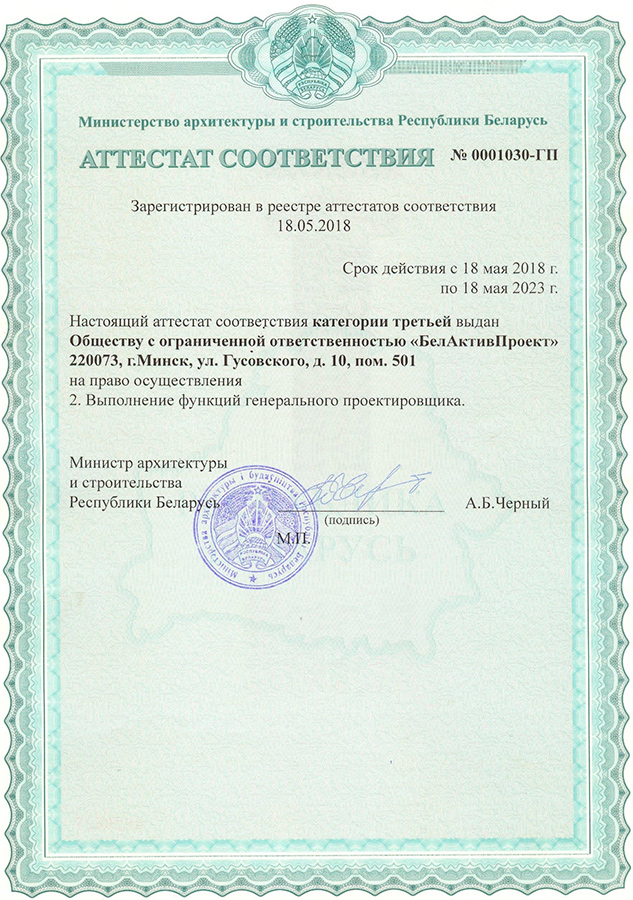 Министерство архитектуры и строительства Республики Беларусь
АТТЕСТАТ СООТВЕТСТВИЯ № 0001030-ГП
Зарегистрирован в реестре аттестатов соответствия
18.05.2018
Срок действия с 18 мая 2018 г.
по 18 мая 2023 г.
Настоящий аттестат соответствия категории третьей выдан
Обществу с ограниченной ответственностью «БелАктивПроект»
220073, г.Минск, ул. Гусовского, д. 10, пом. 501
на право осуществления
2. Выполнение функций генерального проектировщика.
Министр архитектуры
и строительства
Республики Беларусь
А.Б.Черный
(подпись)
М.П.
Міністэрства архітэктуры і будаўніцтва Рэспублікі Беларусь